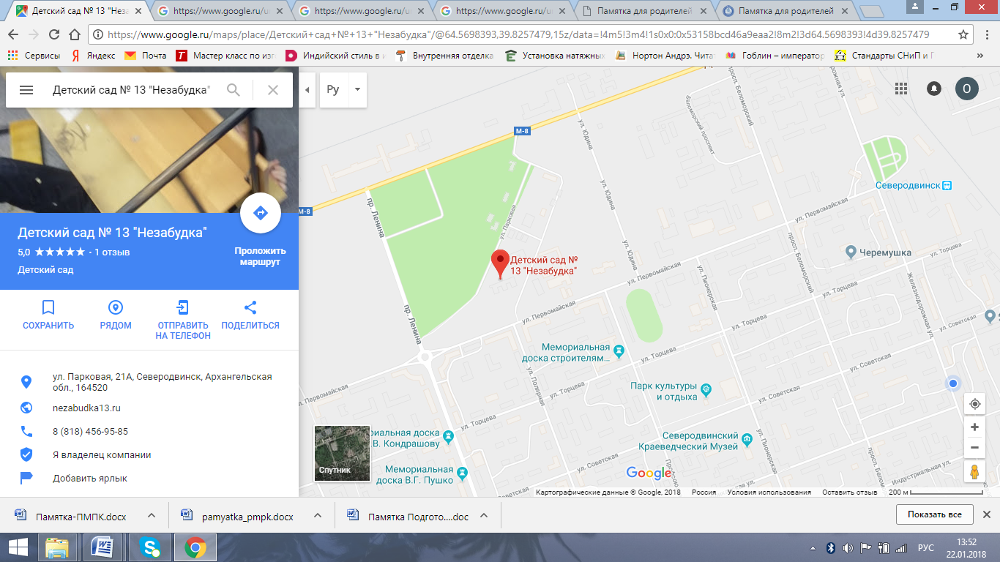 Детский сад № 13 "Неза
https://www.google.ru/u
https://www.google.ru/u
https://www.google.ru/u
Памятка для родителей
Памятка для родителей
https://www.google.ru/maps/place/Детский+сад+№+13+"Незабудка"/@64.5698393,39.8257479,15z/data=!4m5!3m4!1s0x0:0x53158bcd46a9eaa2!8m2!3d64.5698393!4d39.8257479
Сервисы
Яндекс
Почта
Мастер класс по изг
Индийский стиль в и
Внутренняя отделка
Установка натяжных
Нортон Андрэ. Чита
Гоблин – император
Стандарты СНиП и Г
»
Детский сад № 13 "Незабудка"
Ру
О
Детский сад № 13 "Незабудка"
5,0 ★★★★★ · 1 отзыв
Детский сад
Проложить
маршрут
СОХРАНИТЬ
РЯДОМ
ОТПРАВИТЬ
НА ТЕЛЕФОН
ПОДЕЛИТЬСЯ
ул. Парковая, 21А, Северодвинск, Архангельская
обл., 164520
nezabudka13.ru
8 (818) 456-95-85
Я владелец компании
Добавить ярлык
М-8
М-8
пр. Ленина
пр. Ленина
ул. Парковая
Детский сад №
13 "Незабудка"
ул. Юдина
ул. Юдина
ул. Юдина
Беломорский
проспект
просп. Беломорский
Железнодорожная ул.
Северодвинск
ул. Первомайская
ул. Первомайская
ул. Первомайская
ул. Первомайская
ул. Пионерская
просп. Беломорский
Черемушка
ул. Торцева
ул. Торцева
ул. Торцева
ул. Торцева
Железнодорожная ул.
ул. Советская
ул. Советская
ул. Советская
ул. Советская
Мемориальная
доска строителям...
ул. Полярная
Парк культуры
и отдыха
Северодвинский
Краеведческий Музей
ул. Пионерская
Индустриальная ул.
риальная доска
.В. Кондрашову
Мемориальная
доска В.Г. Пушко
Спутник
Google
Картографические данные © Google, 2018
Россия
Условия использования
Оставить отзыв
200 м
Памятка-ПМПК.docx
pamyatka_pmpk.docx
Памятка Подгото....doc
Показать все
РУС
13:52
22.01.2018